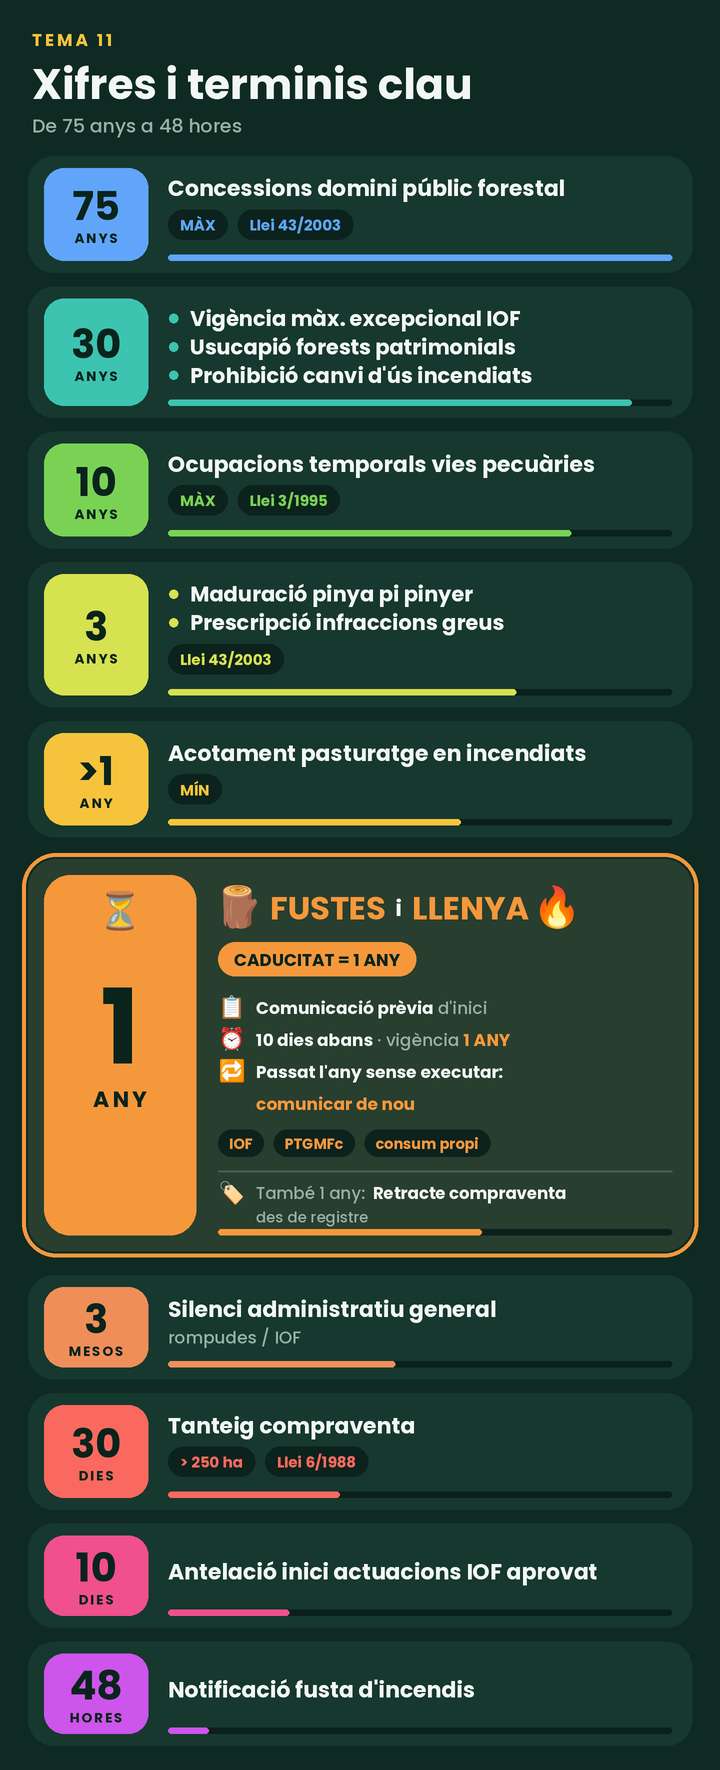 TEMA 11
Xifres i terminis clau
De 75 anys a 48 hores
75
ANYS
Concessions domini públic forestal
MÀX
Llei 43/2003
30
ANYS
Vigència màx. excepcional IOF
Usucapió forests patrimonials
Prohibició canvi d'ús incendiats
10
ANYS
Ocupacions temporals vies pecuàries
MÀX
Llei 3/1995
3
ANYS
Maduració pinya pi pinyer
Prescripció infraccions greus
Llei 43/2003
>1
ANY
Acotament pasturatge en incendiats
MÍN
1
ANY
FUSTES i LLENYA
CADUCITAT = 1 ANY
Comunicació prèvia d'inici
10 dies abans · vigència 1 ANY
Passat l'any sense executar:
comunicar de nou
IOF
PTGMFc
consum propi
També 1 any: Retracte compraventa
des de registre
3
MESOS
Silenci administratiu general
rompudes / IOF
30
DIES
Tanteig compraventa
> 250 ha
Llei 6/1988
10
DIES
Antelació inici actuacions IOF aprovat
48
HORES
Notificació fusta d'incendis